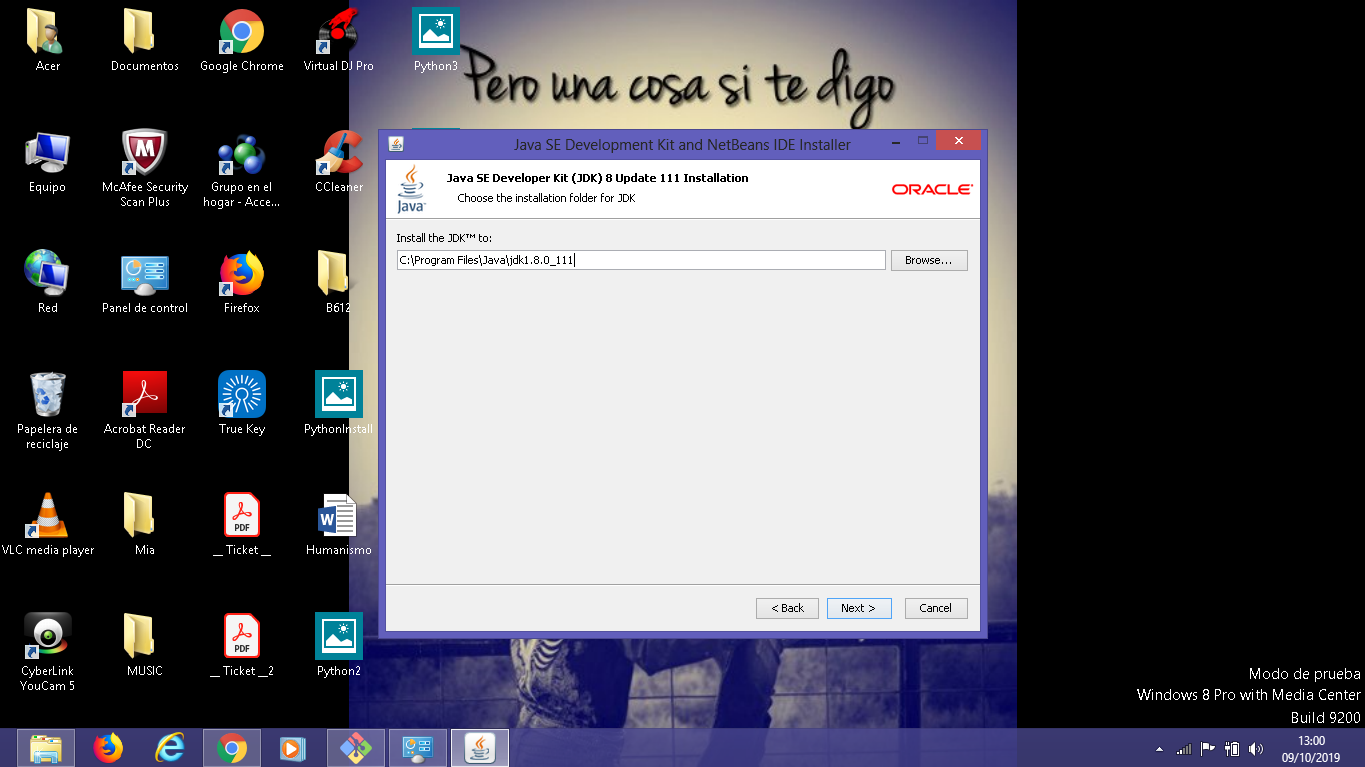 Acer
Documentos
Google Chrome
Virtual DJ Pro
Python3
Pero una cosa si te digo
Equipo
McAfee Security
Scan Plus
Grupo en el
hogar - Acce...
CCleaner
Red
Panel de control
Firefox
B612
Papelera de
reciclaje
Acrobat Reader
DC
True Key
PythonInstall
VLC media player
Mia
PDF
__ Ticket __
W
Humanismo
CyberLink
YouCam 5
MUSIC
PDF
__ Ticket __2
Python2
Java SE Development Kit and NetBeans IDE Installer
Java
Java SE Developer Kit (JDK) 8 Update 111 Installation
Choose the installation folder for JDK
ORACLE
Install the JDK™ to:
C:\Program Files\Java\jdk1.8.0_111
Browse...
< Back
Next >
Cancel
Modo de prueba
Windows 8 Pro with Media Center
Build 9200
13:00
09/10/2019